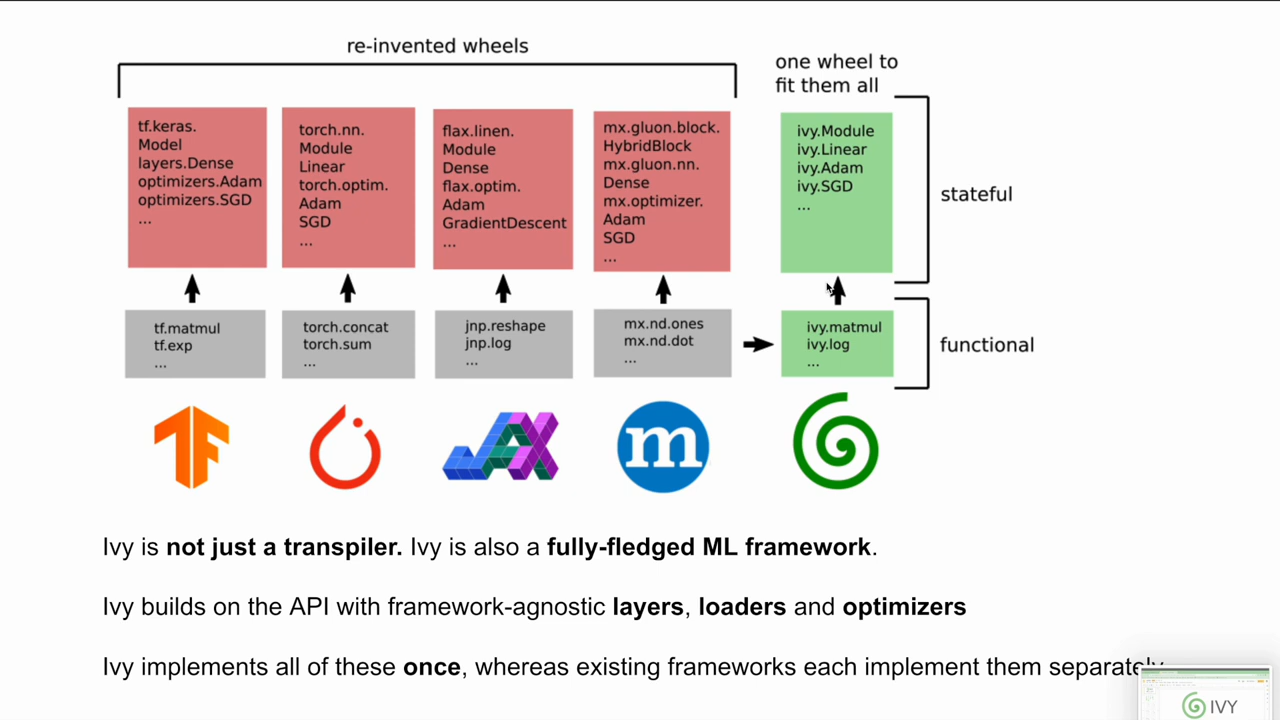 re-invented wheels
one wheel to
fit them all
tf.keras.
Model
layers.Dense
optimizers.Adam
optimizers.SGD
...
torch.nn.
Module
Linear
torch.optim.
Adam
SGD
...
flax.linen.
Module
Dense
flax.optim.
Adam
GradientDescent
...
mx.gluon.block.
HybridBlock
mx.gluon.nn.
Dense
mx.optimizer.
Adam
SGD
...
ivy.Module
ivy.Linear
ivy.Adam
ivy.SGD
...
stateful
tf.matmul
tf.exp
...
torch.concat
torch.sum
...
jnp.reshape
jnp.log
...
mx.nd.ones
mx.nd.dot
...
ivy.matmul
ivy.log
...
functional
TF
JAX
m
Ivy is not just a transpiler. Ivy is also a fully-fledged ML framework.
Ivy builds on the API with framework-agnostic layers, loaders and optimizers
Ivy implements all of these once, whereas existing frameworks each implement them separately
IVY